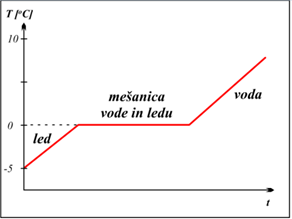 T [°C]
10
mešanica
vode in ledu
voda
0
led
-5
t